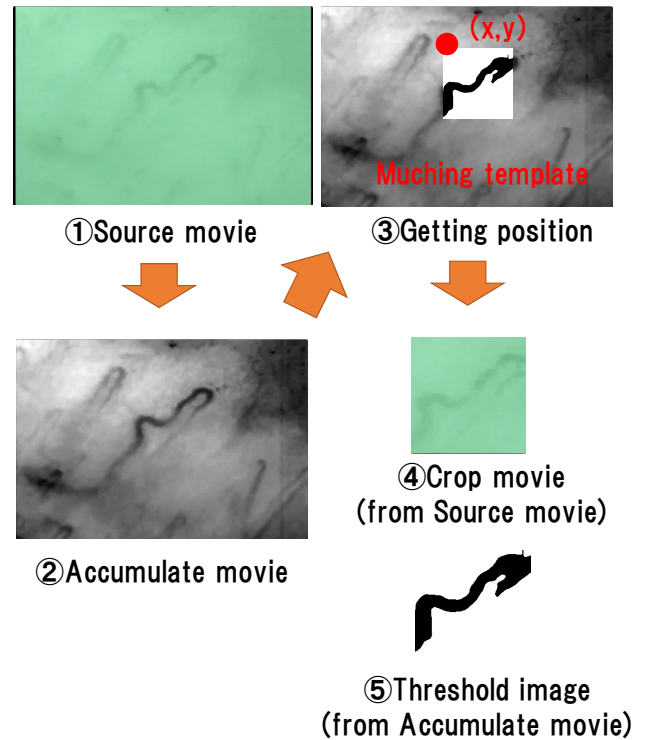 (x,y)
Muching template
①Source movie
③Getting position
②Accumulate movie
④Crop movie
(from Source movie)
⑤Threshold image
(from Accumulate movie)